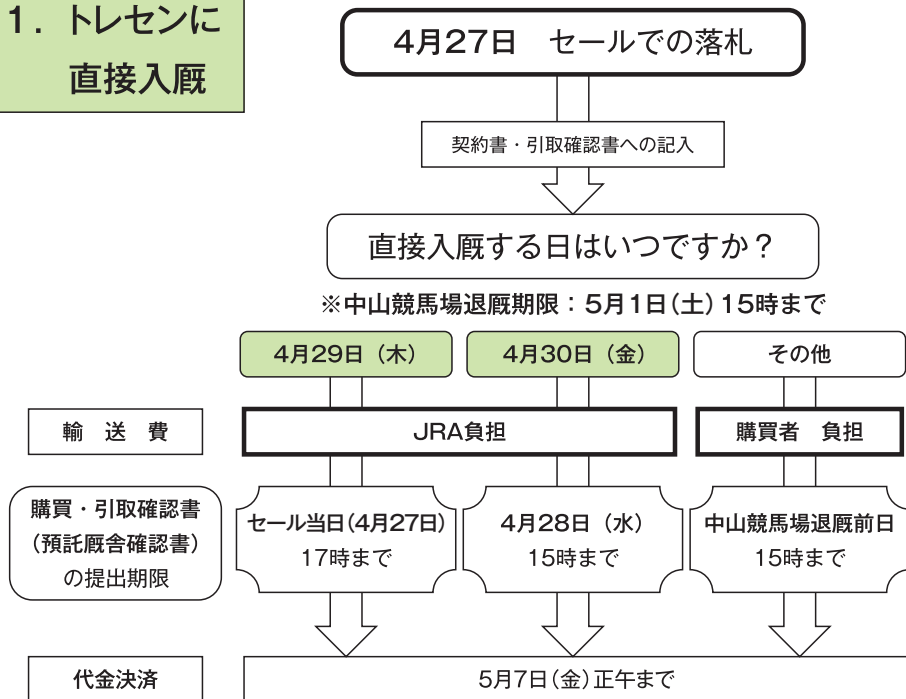 1. トレセンに
直接入厩
4月27日　セールでの落札
契約書・引取確認書への記入
直接入厩する日はいつですか？
※中山競馬場退厩期限：5月1日（土）15時まで
4月29日（木）
4月30日（金）
その他
輸　送　費
JRA負担
購買者　負担
購買・引取確認書
（預託厩舎確認書）
の提出期限
セール当日（4月27日）
17時まで
4月28日（水）
15時まで
中山競馬場退厩前日
15時まで
代金決済
5月7日（金）正午まで